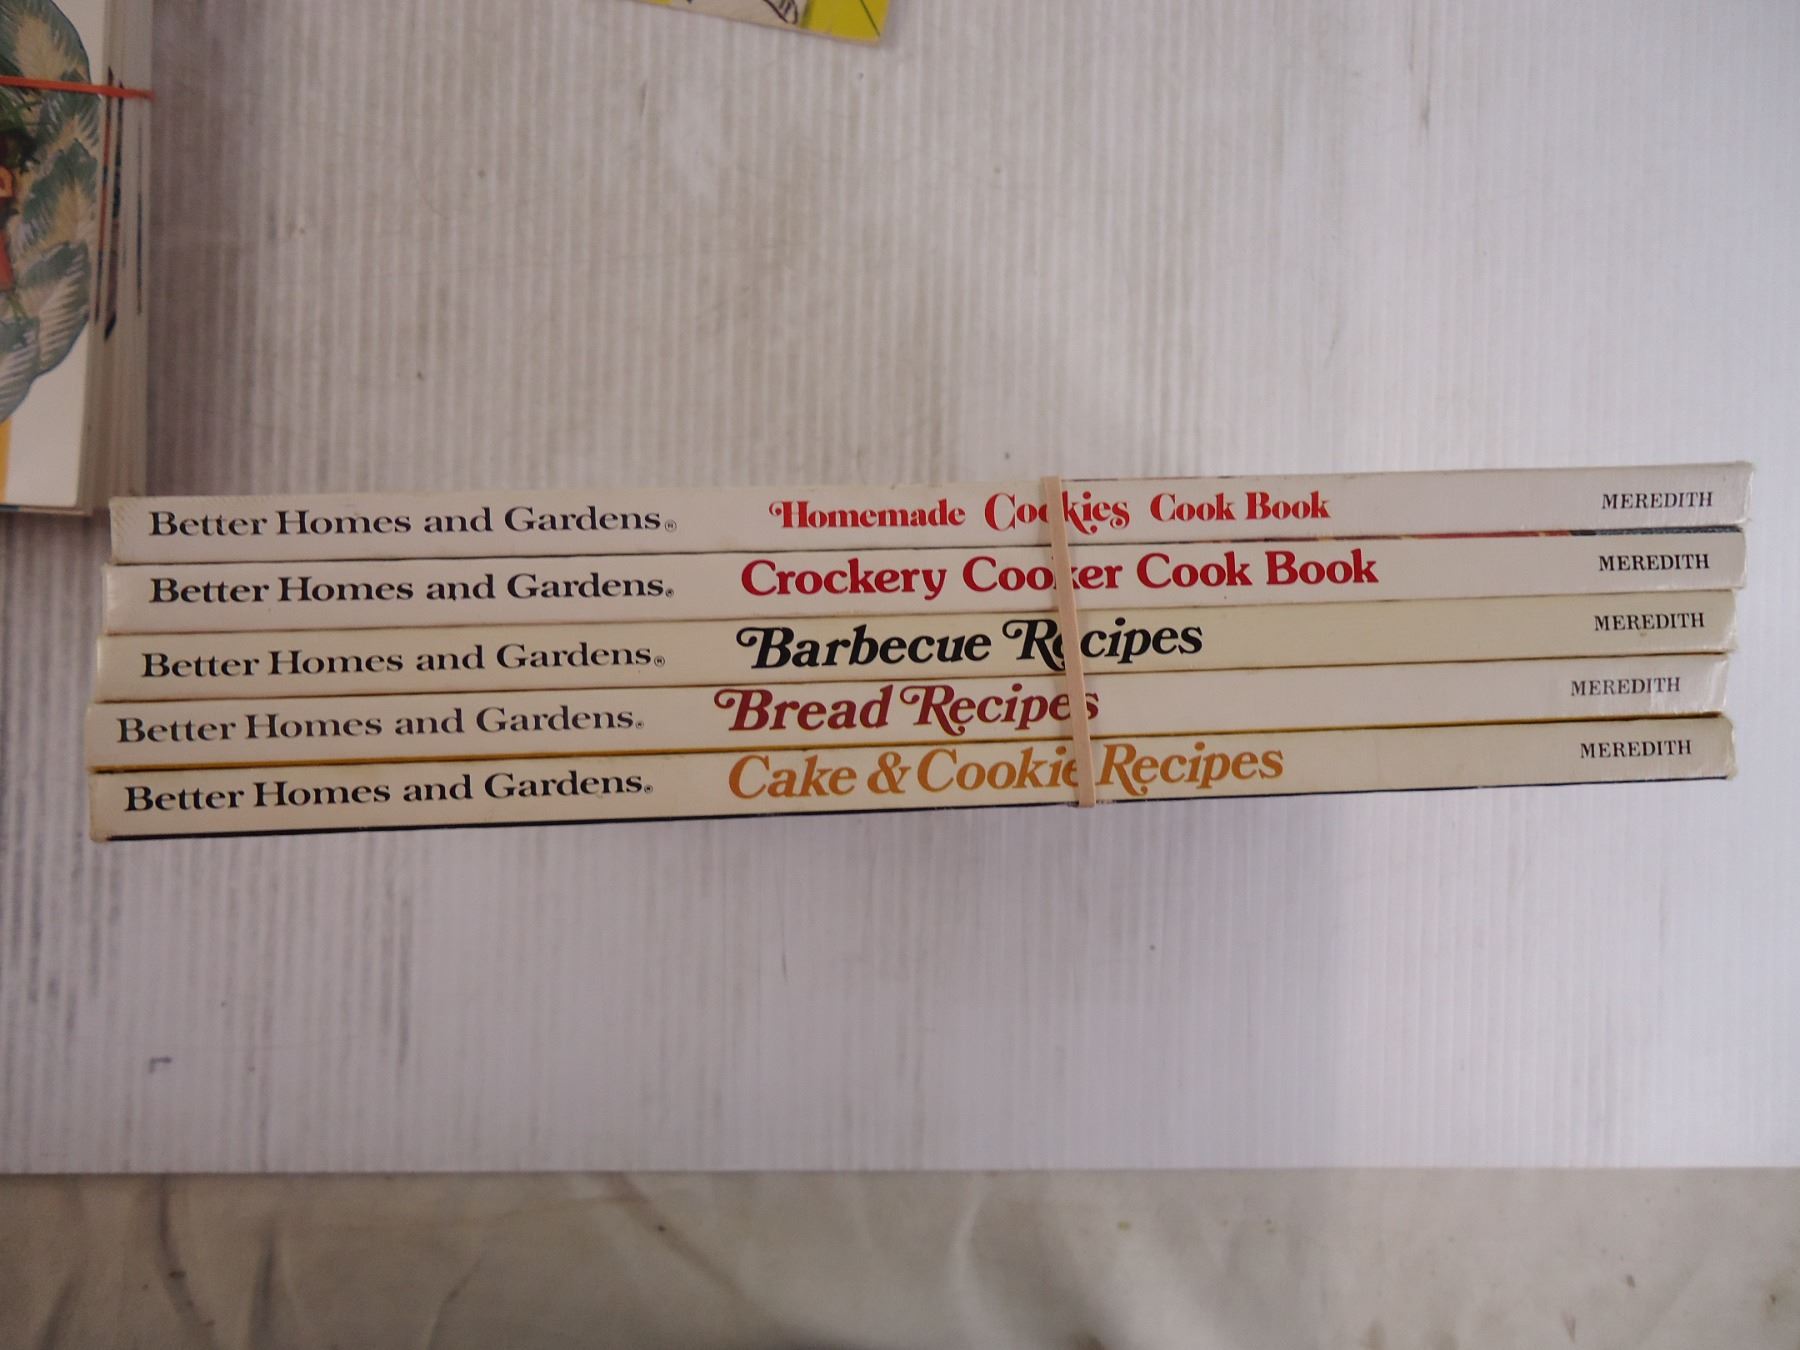 Better Homes and Gardens® Homemade Cookies Cook Book MEREDITH
Better Homes and Gardens® Crockery Cooker Cook Book MEREDITH
Better Homes and Gardens® Barbecue Recipes MEREDITH
Better Homes and Gardens® Bread Recipes MEREDITH
Better Homes and Gardens® Cake & Cookie Recipes MEREDITH